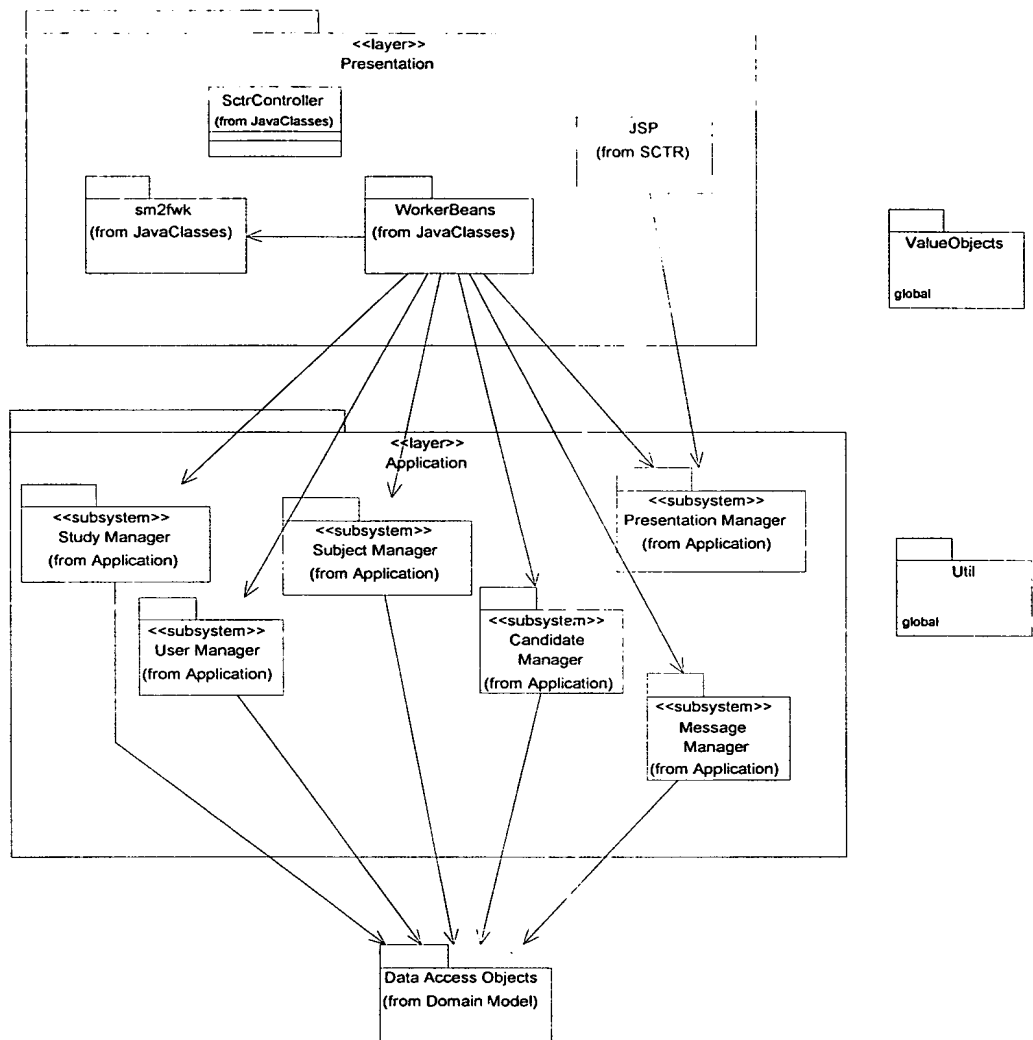 <<layer>>
Presentation
SctrController
(from JavaClasses)
JSP
(from SCTR)
sm2fwk
(from JavaClasses)
WorkerBeans
(from JavaClasses)
ValueObjects
global
<<layer>>
Application
<<subsystem>>
Study Manager
(from Application)
<<subsystem>>
Subject Manager
(from Application)
<<subsystem>>
Presentation Manager
(from Application)
Util
global
<<subsystem>>
User Manager
(from Application)
<<subsystem>>
Candidate
Manager
(from Application)
<<subsystem>>
Message
Manager
(from Application)
Data Access Objects
(from Domain Model)